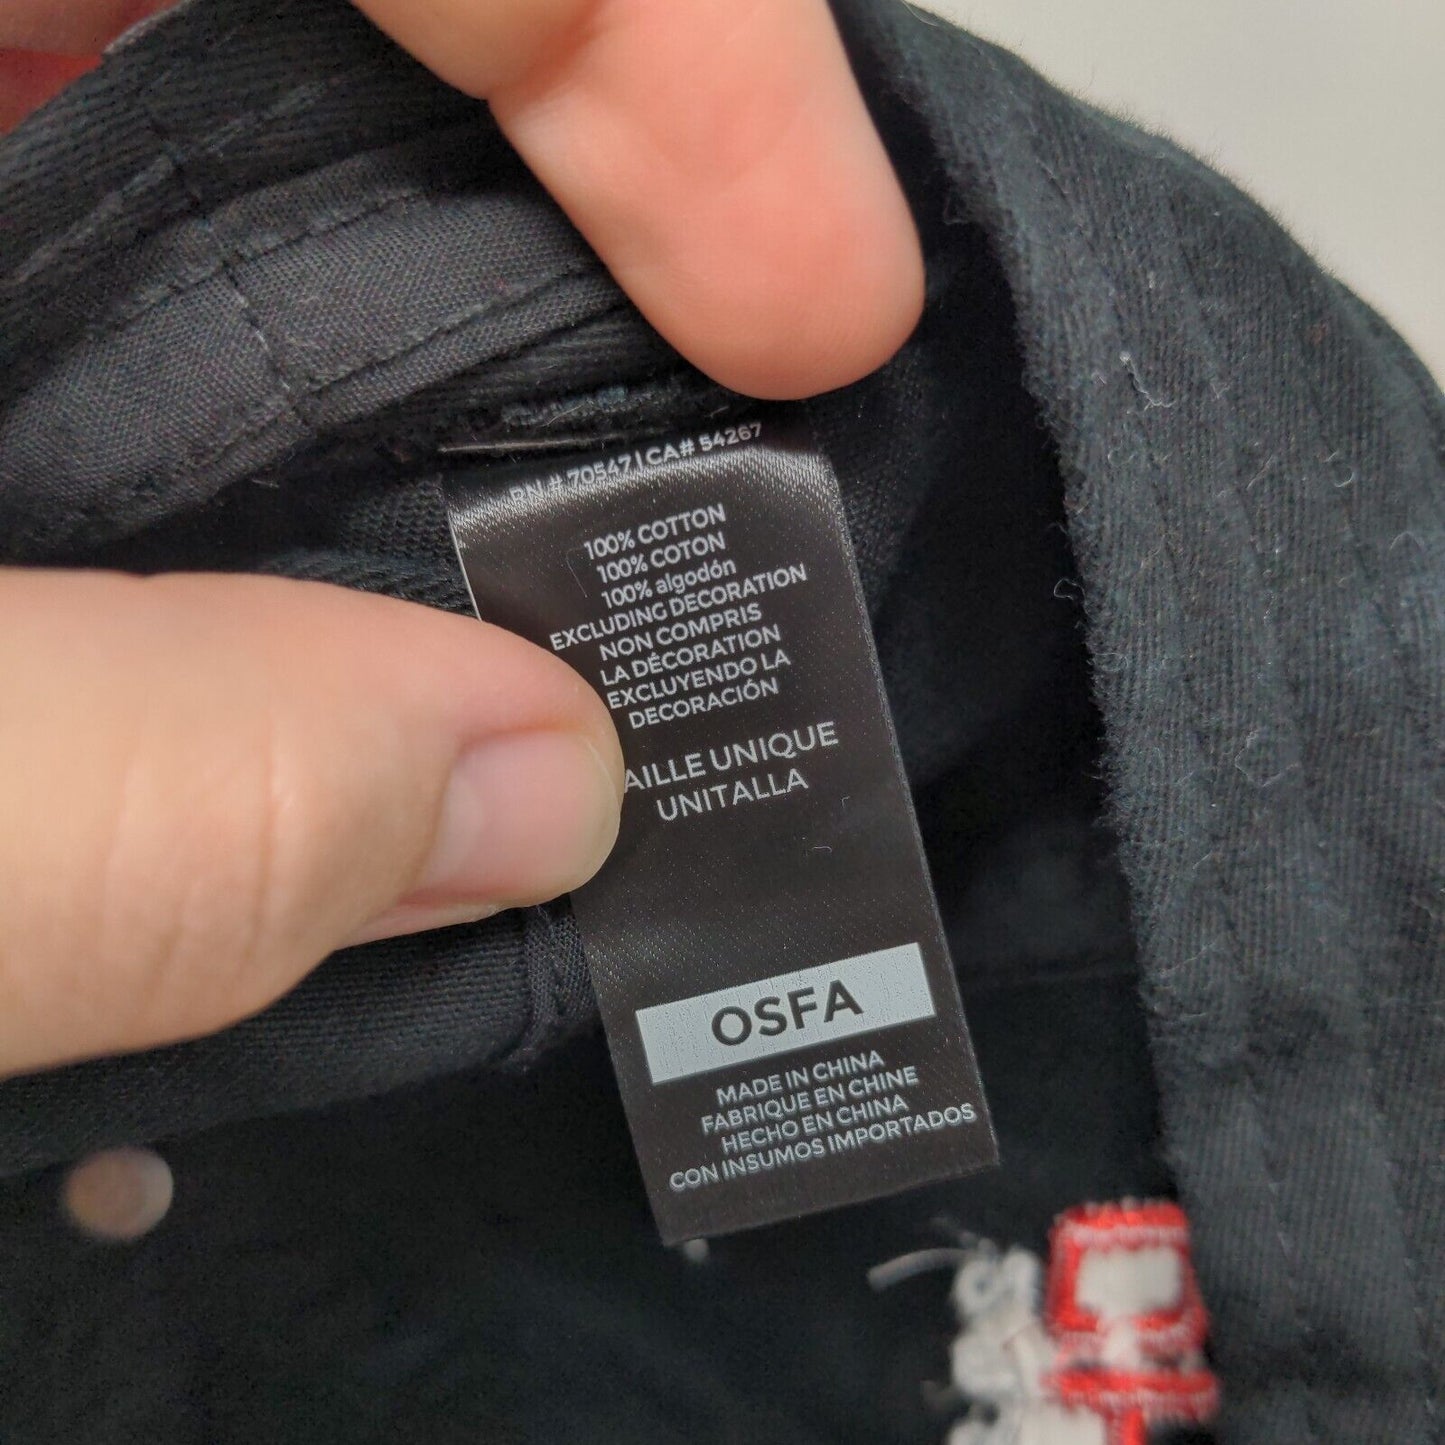 RN # 70547 | CA# 54267
100% COTTON
100% COTON
100% algodón
EXCLUDING DECORATION
NON COMPRIS
LA DÉCORATION
EXCLUYENDO LA
DECORACIÓN
AILLE UNIQUE
UNITALLA
OSFA
MADE IN CHINA
FABRIQUE EN CHINE
HECHO EN CHINA
CON INSUMOS IMPORTADOS